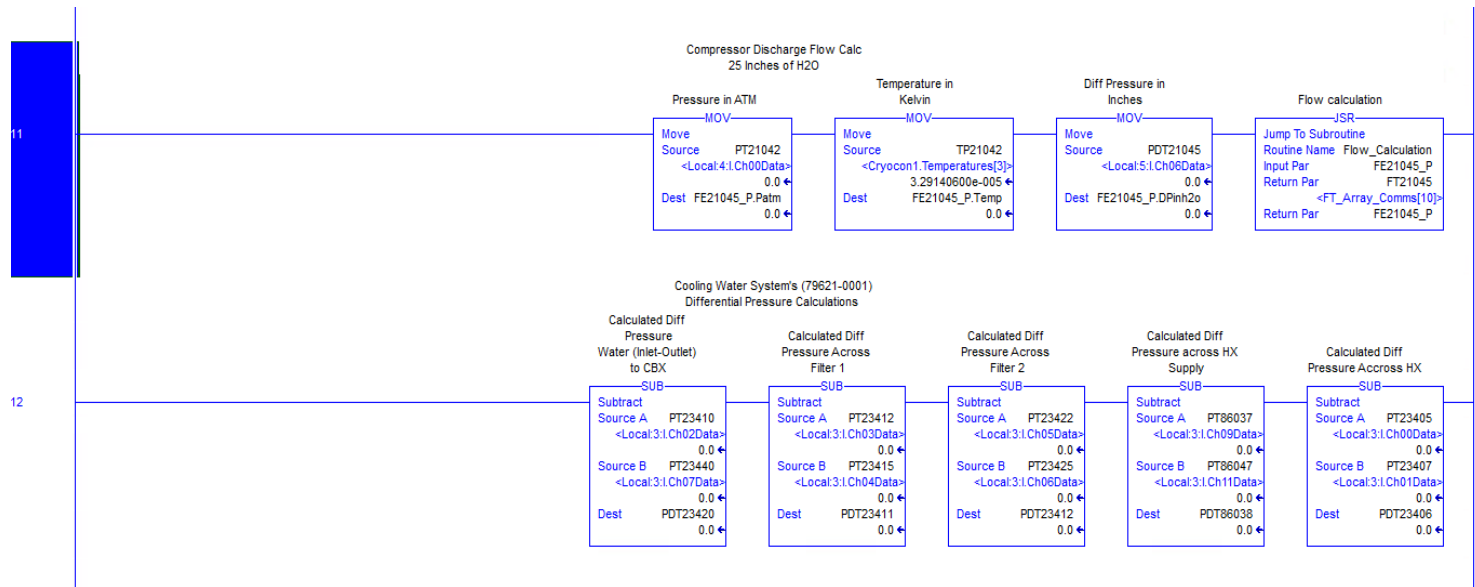 Compressor Discharge Flow Calc
25 Inches of H2O
Pressure in ATM
MOV
Move
Source PT21042
<Local:4:I.Ch00Data>
0.0
Dest FE21045_P.Patm
0.0
Temperature in
Kelvin
MOV
Move
Source TP21042
<Cryocon1.Temperatures[3]>
3.29140600e-005
Dest FE21045_P.Temp
0.0
Diff Pressure in
Inches
MOV
Move
Source PDT21045
<Local:5:I.Ch06Data>
0.0
Dest FE21045_P.DPinh2o
0.0
Flow calculation
JSR
Jump To Subroutine
Routine Name Flow_Calculation
Input Par FE21045_P
Return Par FT21045
<FT_Array_Comms[10]>
Return Par FE21045_P
11
Cooling Water System's (79621-0001)
Differential Pressure Calculations
Calculated Diff
Pressure
Water (Inlet-Outlet)
to CBX
SUB
Subtract
Source A PT23410
<Local:3:I.Ch02Data>
0.0
Source B PT23440
<Local:3:I.Ch07Data>
0.0
Dest PDT23420
0.0
Calculated Diff
Pressure Across
Filter 1
SUB
Subtract
Source A PT23412
<Local:3:I.Ch03Data>
0.0
Source B PT23415
<Local:3:I.Ch04Data>
0.0
Dest PDT23411
0.0
Calculated Diff
Pressure Across
Filter 2
SUB
Subtract
Source A PT23422
<Local:3:I.Ch05Data>
0.0
Source B PT23425
<Local:3:I.Ch06Data>
0.0
Dest PDT23412
0.0
Calculated Diff
Pressure across HX
Supply
SUB
Subtract
Source A PT86037
<Local:3:I.Ch09Data>
0.0
Source B PT86047
<Local:3:I.Ch11Data>
0.0
Dest PDT86038
0.0
Calculated Diff
Pressure Accross HX
SUB
Subtract
Source A PT23405
<Local:3:I.Ch00Data>
0.0
Source B PT23407
<Local:3:I.Ch01Data>
0.0
Dest PDT23406
0.0
12